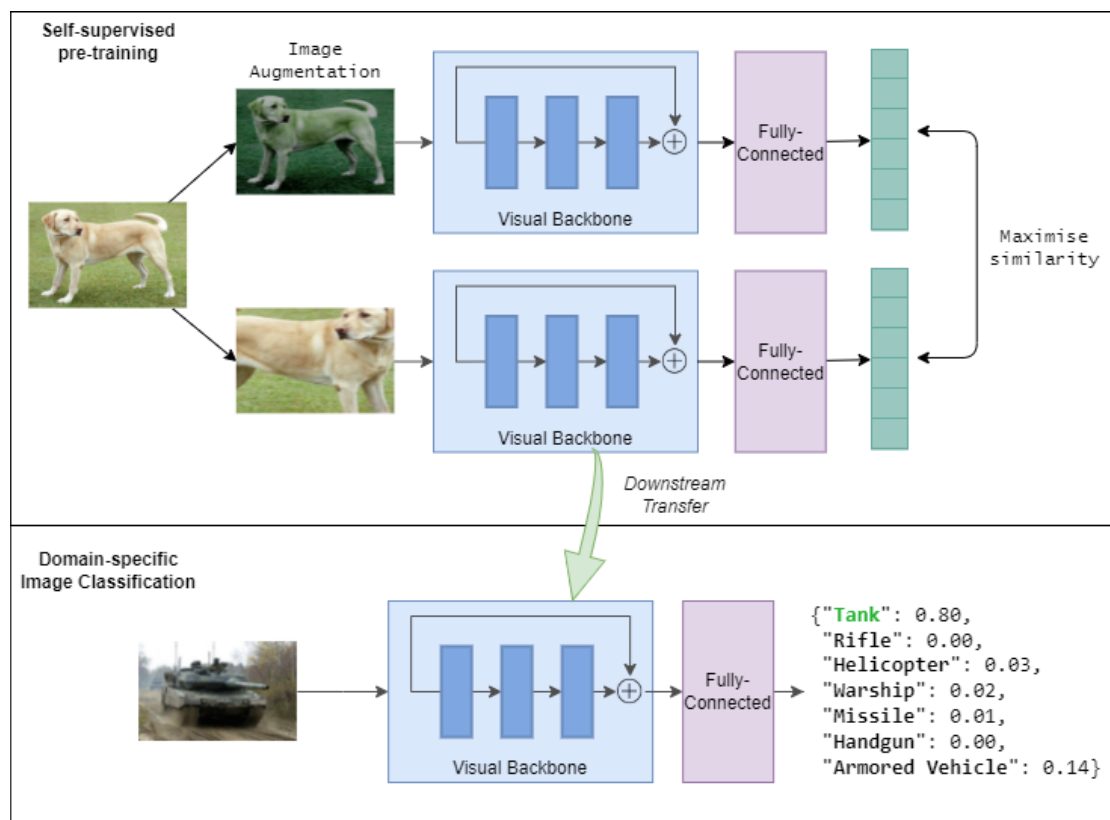 Self-supervised
pre-training
Image
Augmentation
Visual Backbone
Fully-
Connected
Maximise
similarity
Visual Backbone
Fully-
Connected
Downstream
Transfer
Domain-specific
Image Classification
Visual Backbone
Fully-
Connected
{"Tank": 0.80,
"Rifle": 0.00,
"Helicopter": 0.03,
"Warship": 0.02,
"Missile": 0.01,
"Handgun": 0.00,
"Armored Vehicle": 0.14}